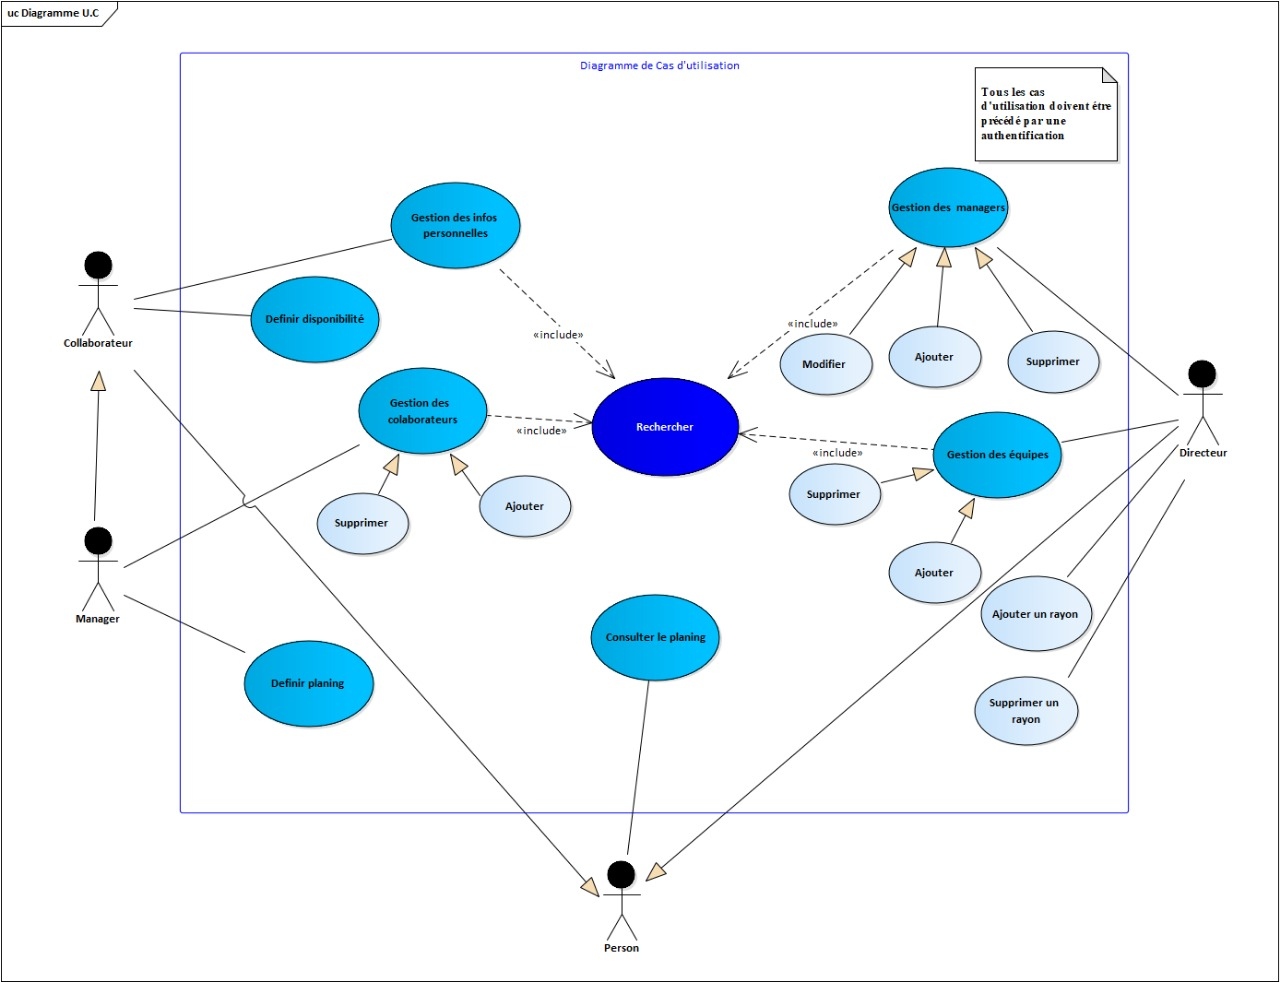 uc Diagramme U.C
Diagramme de Cas d'utilisation
Tous les cas
d'utilisation doivent être
précédé par une
authentification
Gestion des infos
personnelles
Gestion des managers
Definir disponibilité
«include»
«include»
Modifier
Ajouter
Supprimer
Collaborateur
Gestion des
colaborateurs
«include»
Rechercher
«include»
Gestion des équipes
Directeur
Supprimer
Ajouter
Supprimer
Ajouter
Manager
Ajouter un rayon
Consulter le planing
Definir planing
Supprimer un
rayon
Person